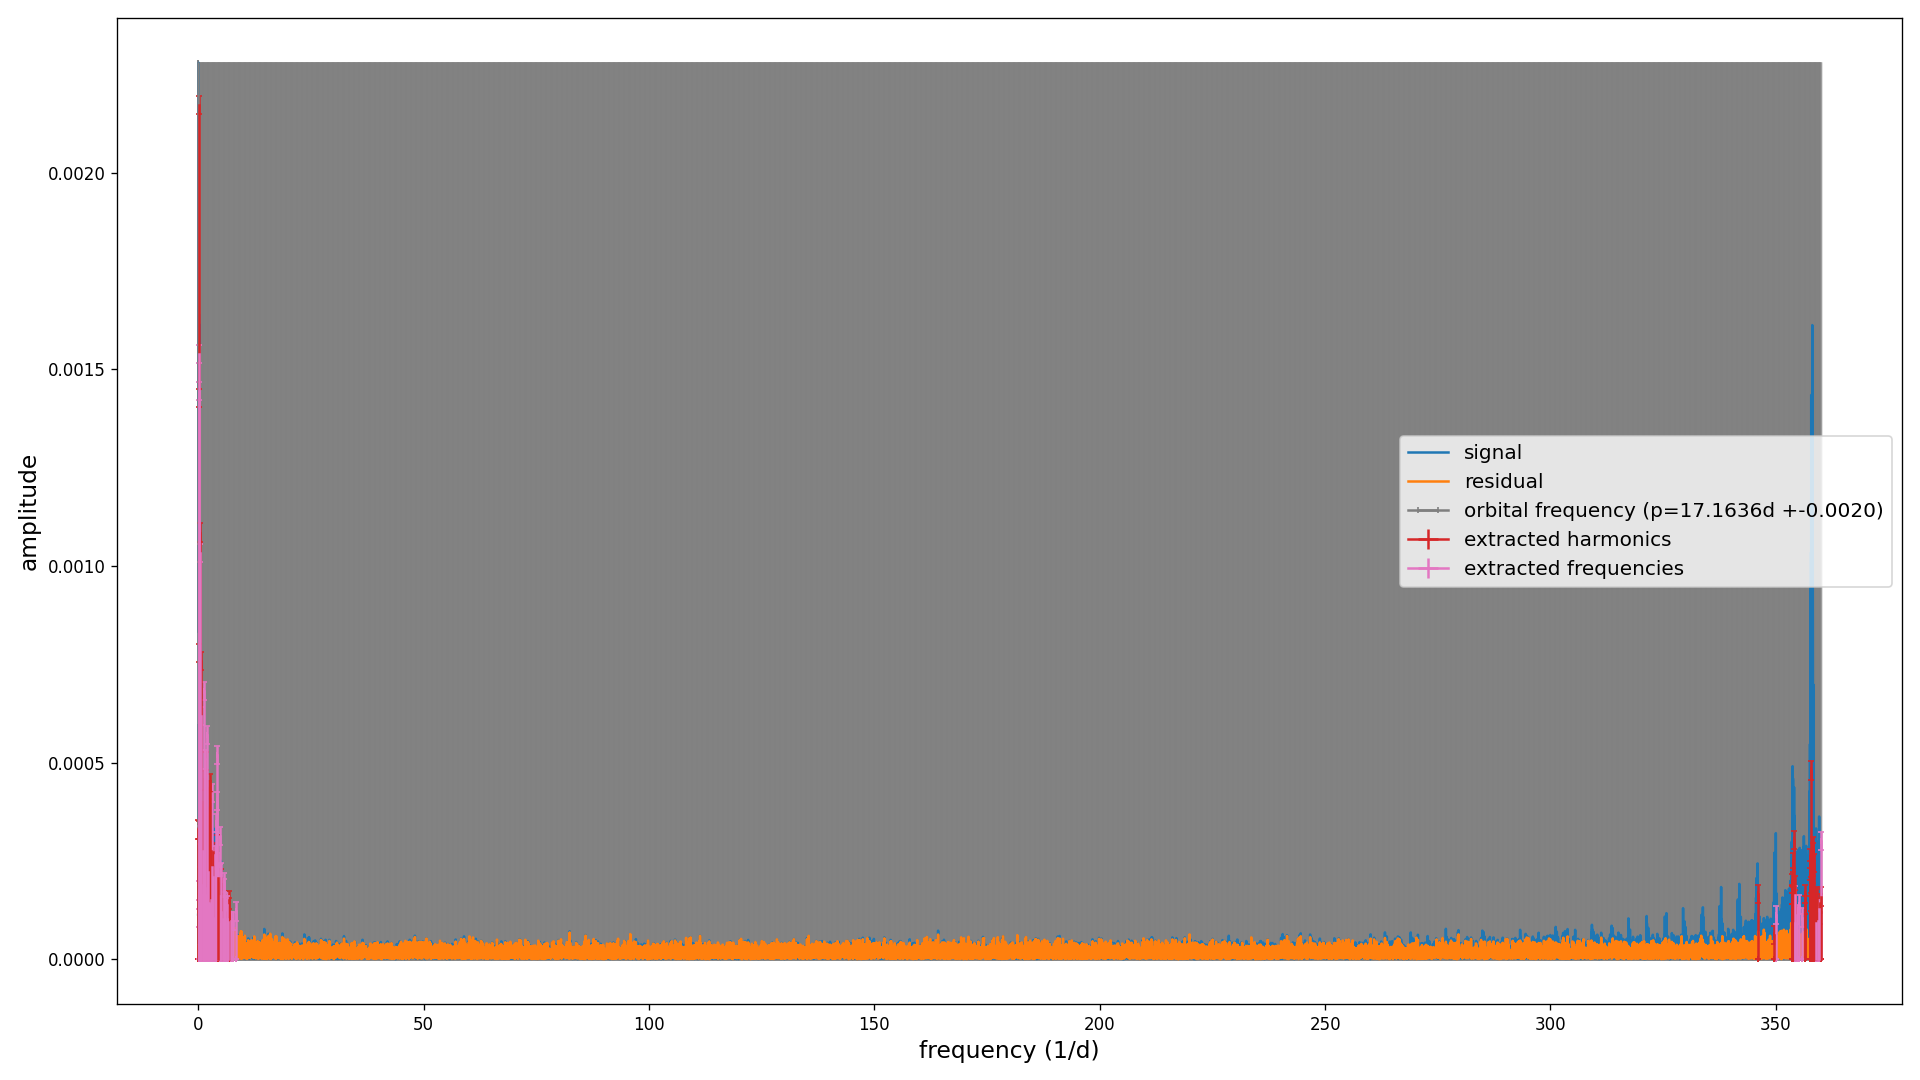 amplitude
0.0020
0.0015
0.0010
0.0005
0.0000
signal
residual
orbital frequency (p=17.1636d +-0.0020)
extracted harmonics
extracted frequencies
0 50 100 150 200 250 300 350
frequency (1/d)